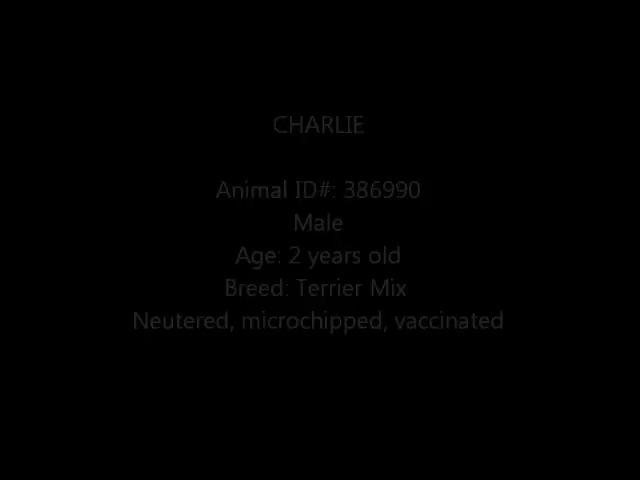 CHARLIE
Animal ID#: 386990
Male
Age: 2 years old
Breed: Terrier Mix
Neutered, microchipped, vaccinated